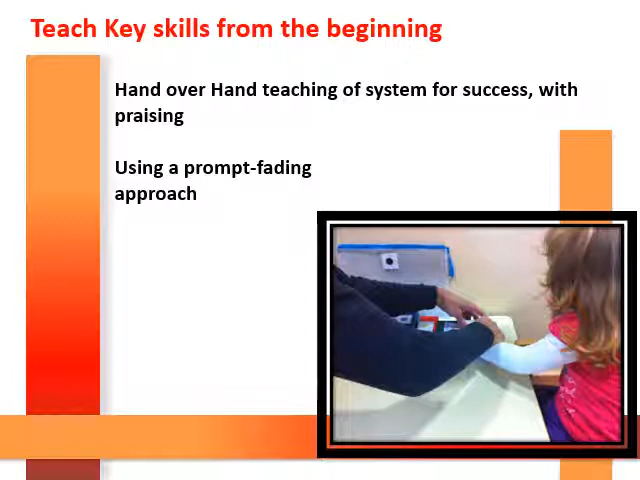 Teach Key skills from the beginning
Hand over Hand teaching of system for success, with
praising
Using a prompt-fading
approach